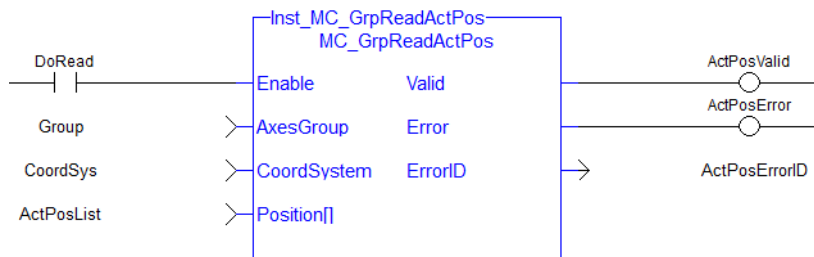 Inst_MC_GrpReadActPos
MC_GrpReadActPos
DoRead
Enable
Valid
ActPosValid
Group
AxesGroup
Error
ActPosError
CoordSys
CoordSystem
ErrorID
ActPosErrorID
ActPosList
Position[]